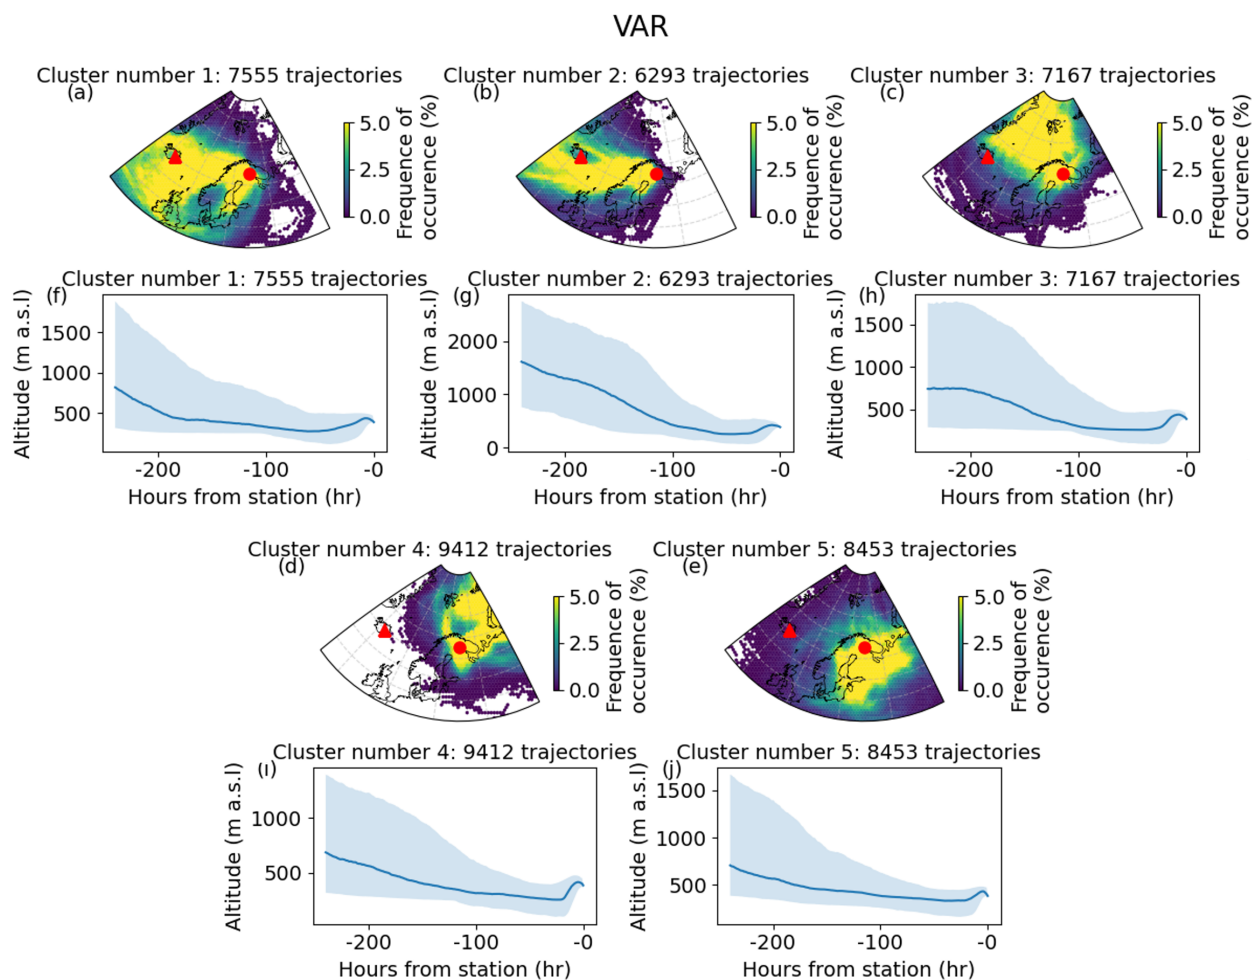 VAR
Cluster number 1: 7555 trajectories
Cluster number 2: 6293 trajectories
Cluster number 3: 7167 trajectories
(a)
(b)
(c)
5.0
2.5
0.0
Frequence of
occurence (%)
5.0
2.5
0.0
Frequence of
occurence (%)
5.0
2.5
0.0
Frequence of
occurence (%)
Cluster number 1: 7555 trajectories
Cluster number 2: 6293 trajectories
Cluster number 3: 7167 trajectories
(f)
(g)
(h)
Altitude (m a.s.l)
1500
1000
500
-200
-100
-0
Hours from station (hr)
Altitude (m a.s.l)
2000
1000
0
-200
-100
-0
Hours from station (hr)
Altitude (m a.s.l)
1500
1000
500
-200
-100
-0
Hours from station (hr)
Cluster number 4: 9412 trajectories
Cluster number 5: 8453 trajectories
(d)
(e)
5.0
2.5
0.0
Frequence of
occurence (%)
5.0
2.5
0.0
Frequence of
occurence (%)
Cluster number 4: 9412 trajectories
Cluster number 5: 8453 trajectories
(i)
(j)
Altitude (m a.s.l)
1000
500
-200
-100
-0
Hours from station (hr)
Altitude (m a.s.l)
1500
1000
500
-200
-100
-0
Hours from station (hr)